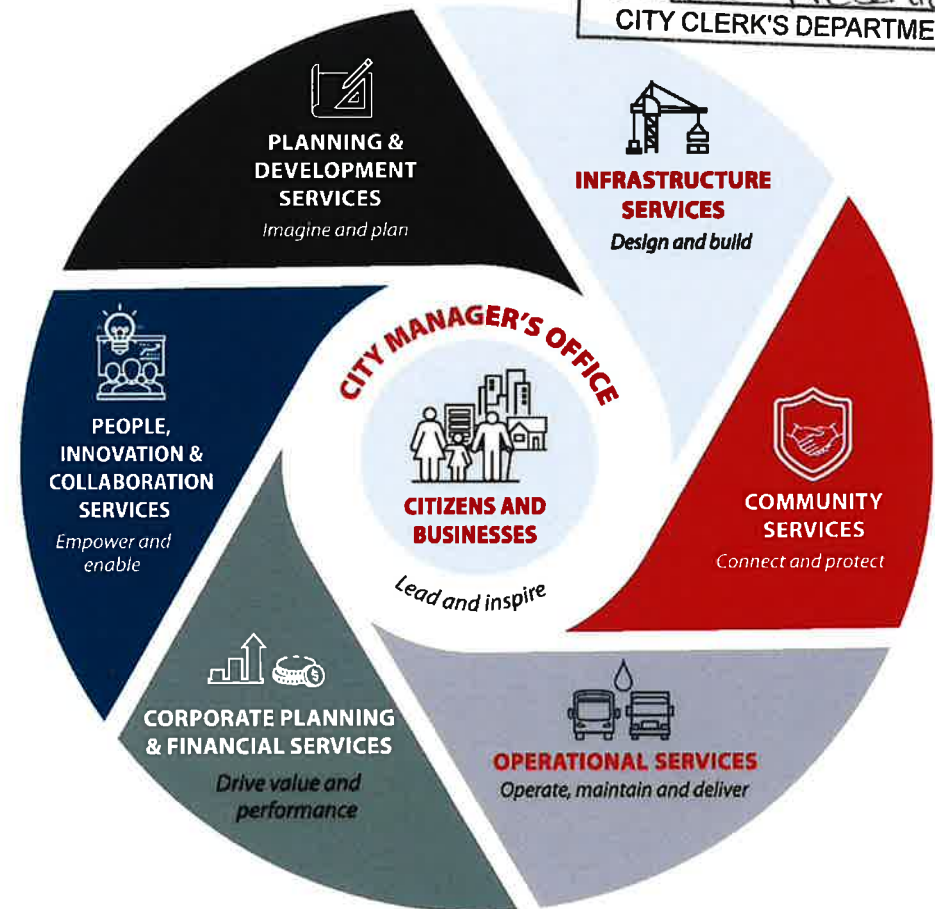 CITY CLERK'S
PLANNING &
DEVELOPMENT
SERVICES
Imagine and plan
INFRASTRUCTURE
SERVICES
Design and build
COMMUNITY
SERVICES
Connect and protect
OPERATIONAL SERVICES
Operate, maintain and deliver
CORPORATE PLANNING
& FINANCIAL SERVICES
Drive value and
performance
PEOPLE,
INNOVATION &
COLLABORATION
SERVICES
Empower and
enable
CITY MANAGER'S OFFICE
CITIZENS AND
BUSINESSES
Lead and inspire